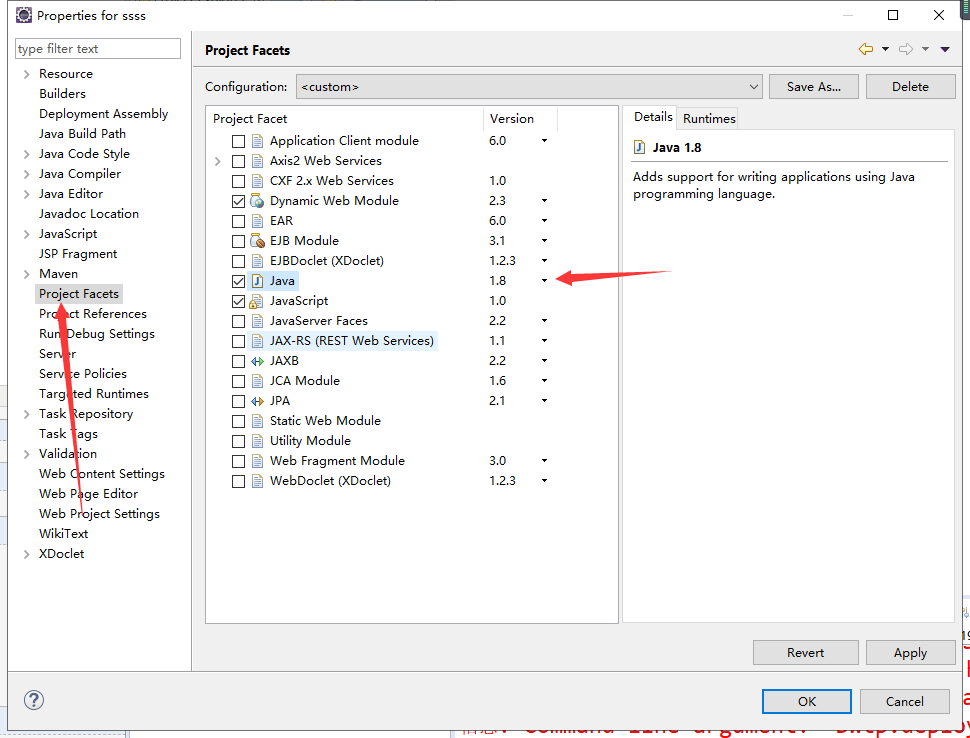 Properties for ssss
type filter text
Resource
Builders
Deployment Assembly
Java Build Path
Java Code Style
Java Compiler
Java Editor
Javadoc Location
JavaScript
JSP Fragment
Maven
Project Facets
Project References
Run/Debug Settings
Server
Service Policies
Targeted Runtimes
Task Repository
Task Tags
Validation
Web Content Settings
Web Page Editor
Web Project Settings
WikiText
XDoclet
Project Facets
Configuration: <custom> Save As... Delete
Project Facet Version
Application Client module 6.0
Axis2 Web Services
CXF 2.x Web Services 1.0
Dynamic Web Module 2.3
EAR 6.0
EJB Module 3.1
EJBDoclet (XDoclet) 1.2.3
Java 1.8
JavaScript 1.0
JavaServer Faces 2.2
JAX-RS (REST Web Services) 1.1
JAXB 2.2
JCA Module 1.6
JPA 2.1
Static Web Module
Utility Module
Web Fragment Module 3.0
WebDoclet (XDoclet) 1.2.3
Details Runtimes
Java 1.8
Adds support for writing applications using Java
programming language.
Revert Apply
OK Cancel